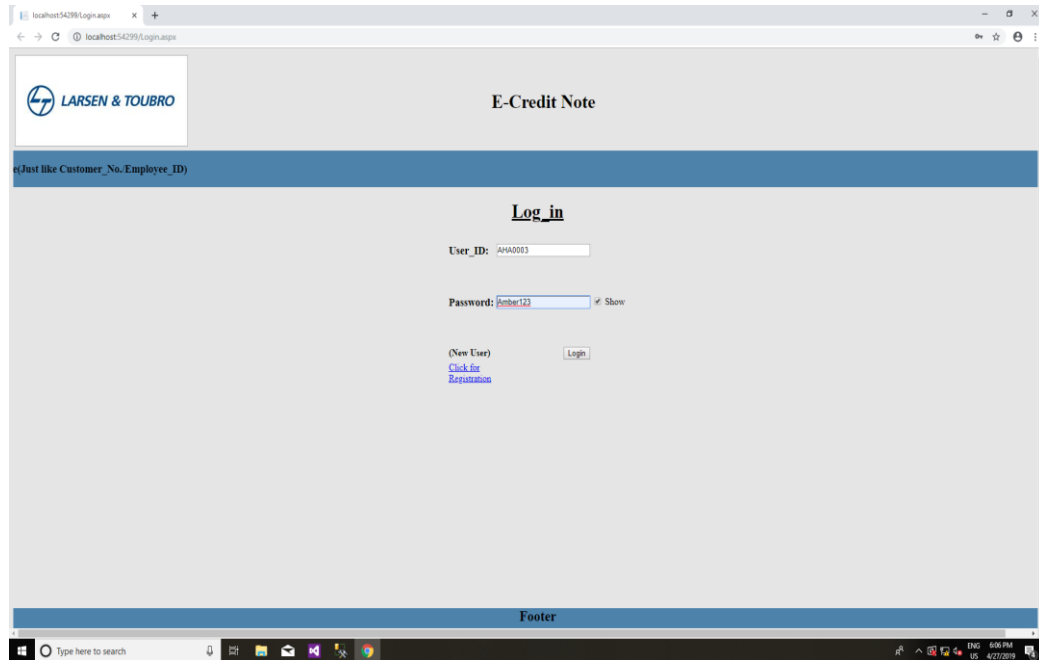 localhost:54299/Login.aspx
localhost:54299/Login.aspx
LARSEN & TOUBRO
E-Credit Note
e(Just like Customer_No./Employee_ID)
Log_in
User_ID: AHA0003
Password: Amber123 Show
(New User) Login
Click for
Registration
Footer
Type here to search
ENG 6:06 PM
US 4/27/2019